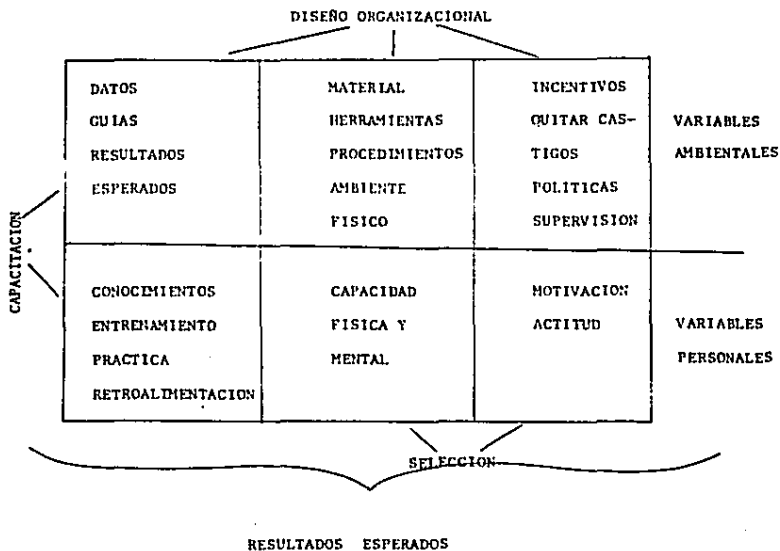 DISEÑO ORGANIZACIONAL
DATOS
GUIAS
RESULTADOS
ESPERADOS
MATERIAL
HERRAMIENTAS
PROCEDIMIENTOS
AMBIENTE
FISICO
INCENTIVOS
QUITAR CAS-
TIGOS
POLITICAS
SUPERVISION
VARIABLES
AMBIENTALES
CAPACITACION
CONOCIMIENTOS
ENTRENAMIENTO
PRACTICA
RETROALIMENTACION
CAPACIDAD
FISICA Y
MENTAL
MOTIVACION
ACTITUD
VARIABLES
PERSONALES
SELECCION
RESULTADOS ESPERADOS